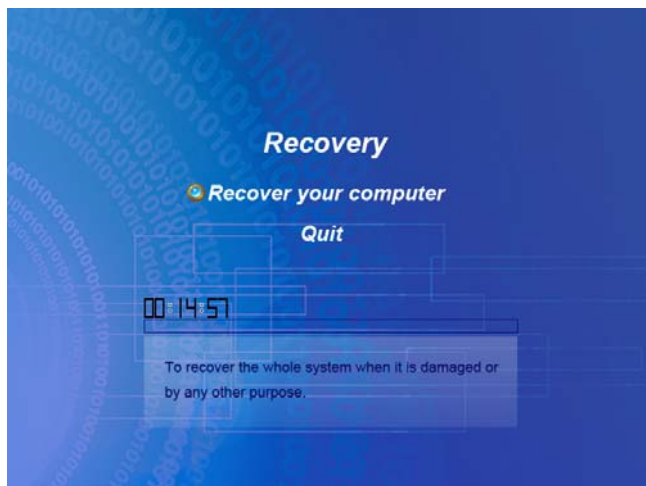 Recovery
Recover your computer
Quit
00:14:57
To recover the whole system when it is damaged or
by any other purpose.